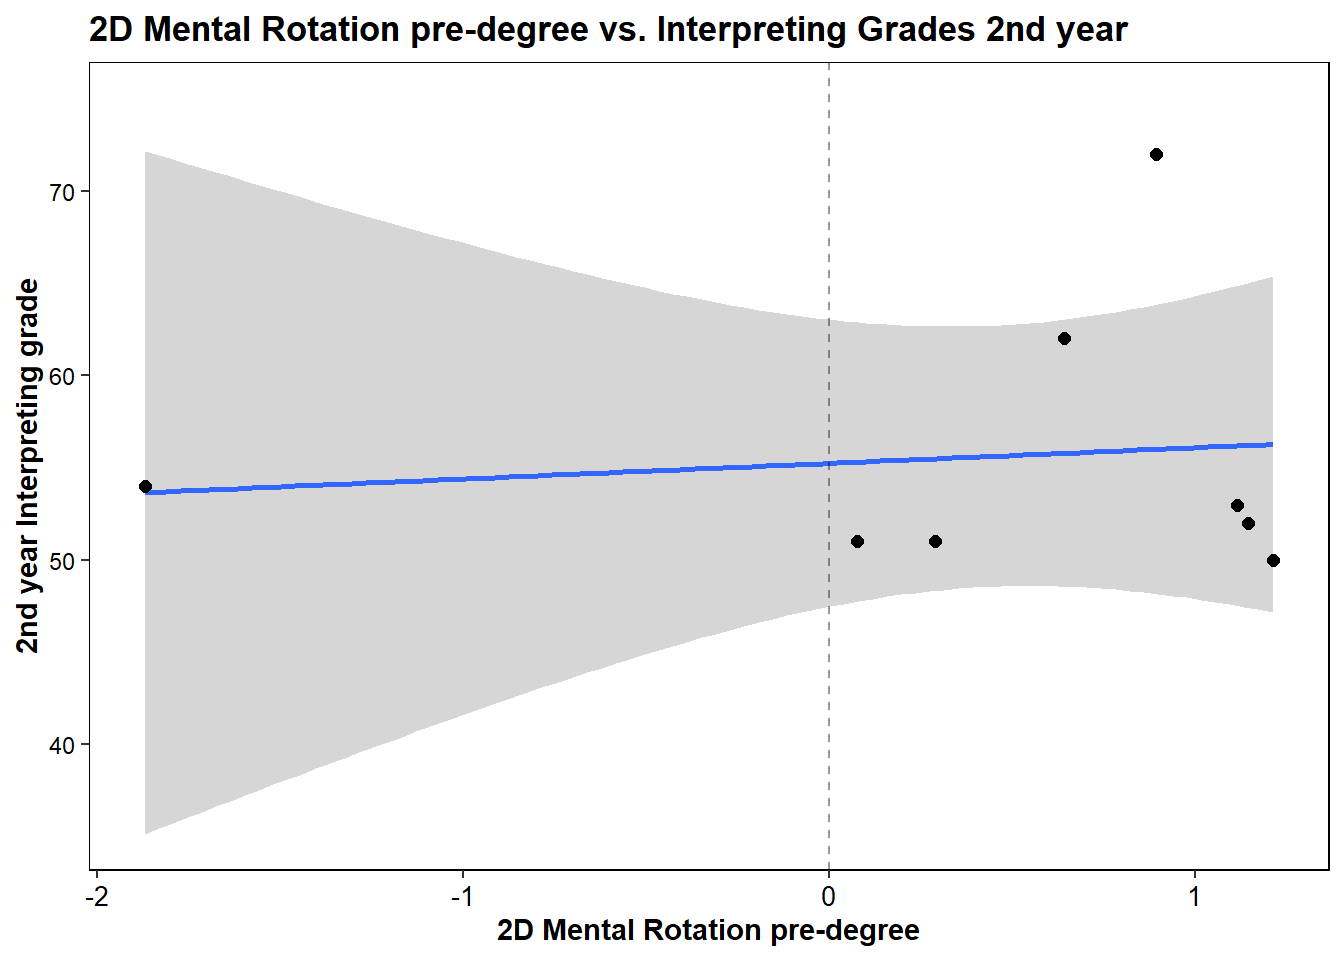 2D Mental Rotation pre-degree vs. Interpreting Grades 2nd year
2nd year Interpreting grade
70
60
50
40
-2
-1
0
1
2D Mental Rotation pre-degree